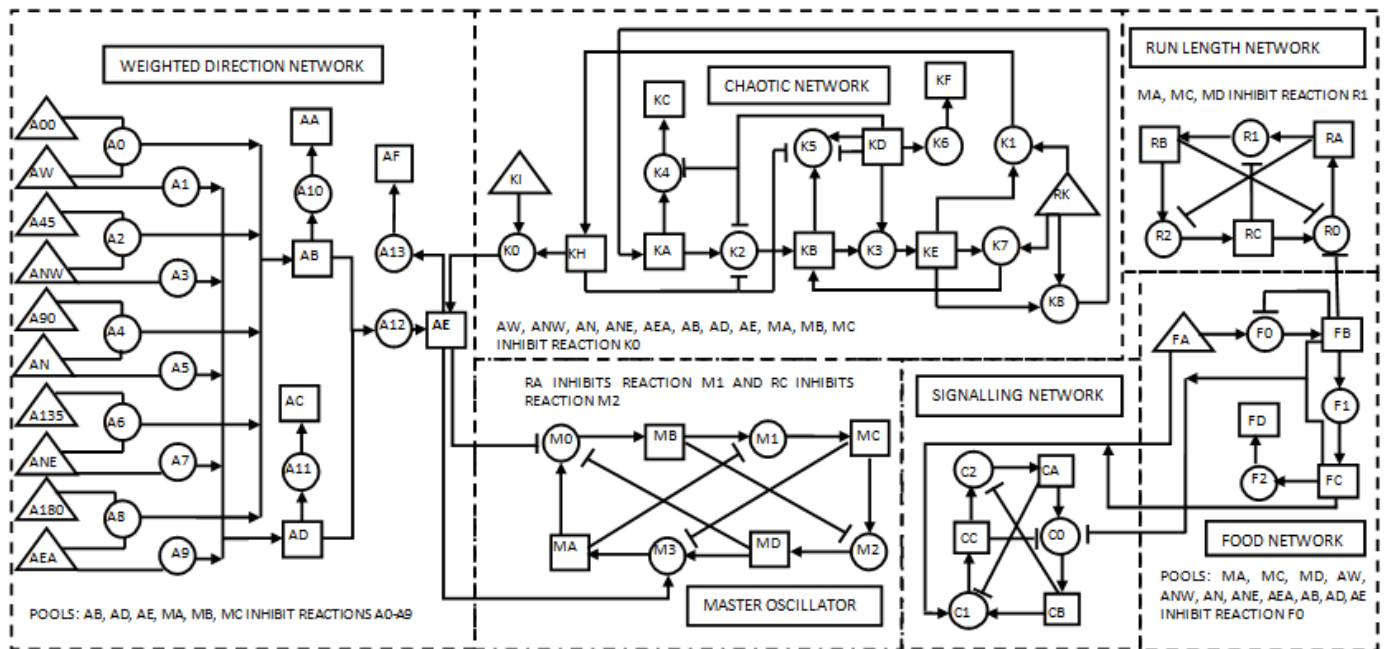 WEIGHTED DIRECTION NETWORK
A00
A0
AW
A1
A45
A2
ANW
A3
A90
A4
AN
A5
A135
A6
ANE
A7
A180
A8
AEA
A9
AA
A10
AB
AC
A11
AD
AF
A13
A12
AE
POOLS: AB, AD, AE, MA, MB, MC INHIBIT REACTIONS A0-A9
CHAOTIC NETWORK
KI
K0
KH
KC
K4
KA
K2
K5
KB
KD
K3
KF
K6
KE
K1
K7
RK
KB
AW, ANW, AN, ANE, AEA, AB, AD, AE, MA, MB, MC
INHIBIT REACTION K0
RA INHIBITS REACTION M1 AND RC INHIBITS
REACTION M2
M0
MB
M1
MC
MA
M3
MD
M2
MASTER OSCILLATOR
RUN LENGTH NETWORK
MA, MC, MD INHIBIT REACTION R1
RB
R1
RA
R2
RC
R0
SIGNALLING NETWORK
C2
CA
CC
C0
C1
CB
FA
F0
FB
F1
FD
F2
FC
FOOD NETWORK
POOLS: MA, MC, MD, AW,
ANW, AN, ANE, AEA, AB, AD, AE
INHIBIT REACTION F0